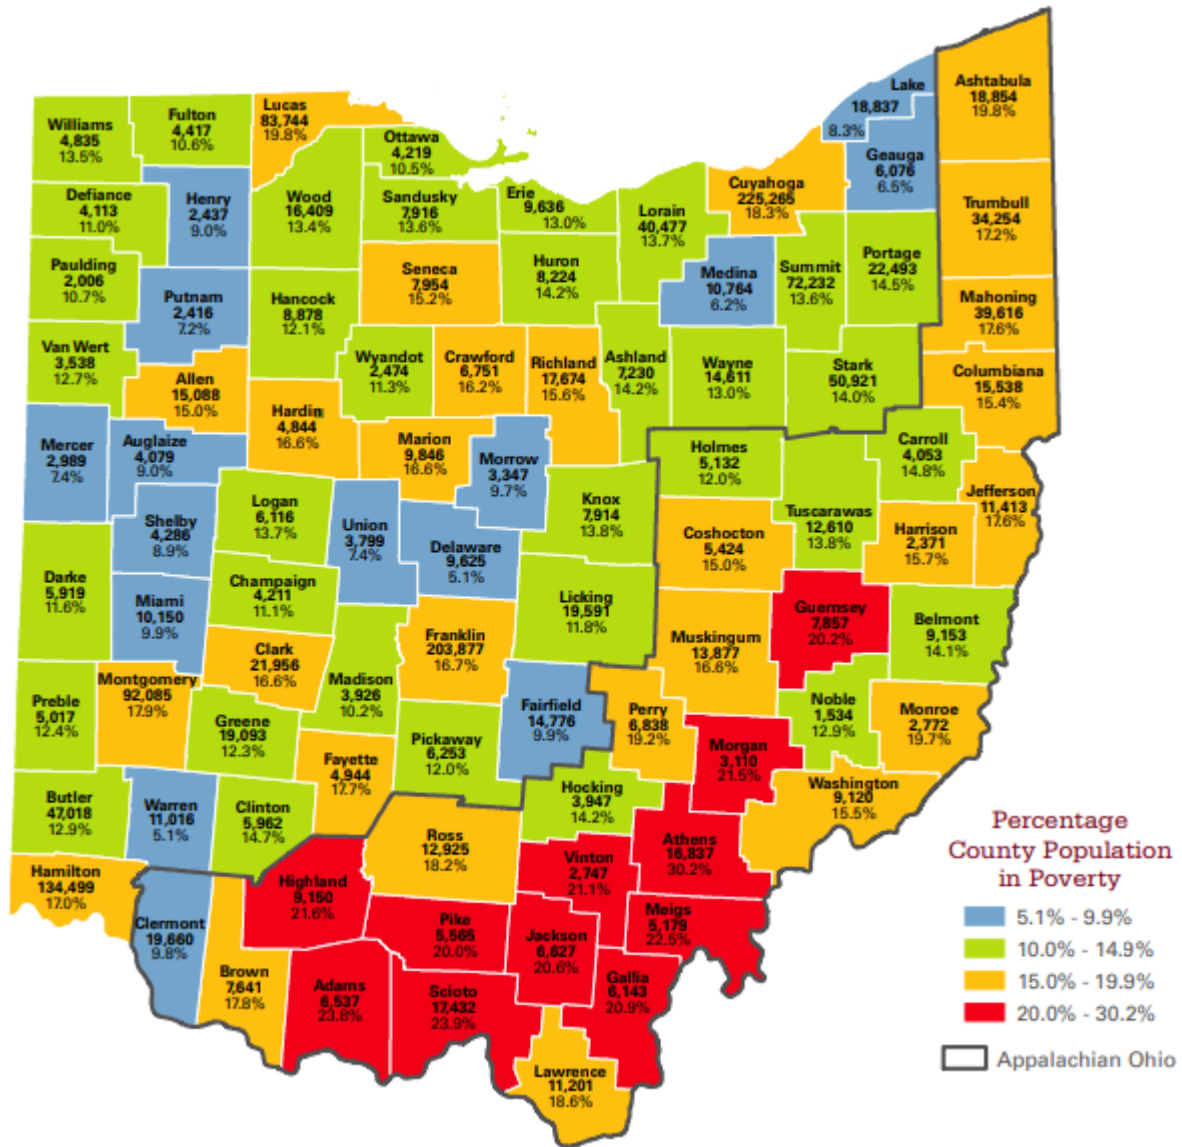 Lake
18,837
8.3%
Ashtabula
18,854
19.8%
Williams
4,835
13.5%
Fulton
4,417
10.6%
Lucas
83,744
19.8%
Ottawa
4,219
10.5%
Geauga
6,076
6.5%
Defiance
4,113
11.0%
Henry
2,437
9.0%
Wood
16,409
13.4%
Sandusky
7,916
13.6%
Erie
9,636
13.0%
Lorain
40,477
13.7%
Cuyahoga
225,265
18.3%
Trumbull
34,254
17.2%
Paulding
2,006
10.7%
Putnam
2,416
7.2%
Hancock
8,878
12.1%
Seneca
7,954
15.2%
Huron
8,224
14.2%
Medina
10,764
6.2%
Summit
72,232
13.6%
Portage
22,493
14.5%
Mahoning
39,616
17.6%
Van Wert
3,538
12.7%
Allen
15,088
15.0%
Wyandot
2,474
11.3%
Crawford
6,751
16.2%
Richland
17,674
15.6%
Ashland
7,230
14.2%
Wayne
14,611
13.0%
Stark
50,921
14.0%
Columbiana
15,538
15.4%
Hardin
4,844
16.6%
Mercer
2,989
7.4%
Auglaize
4,079
9.0%
Marion
9,846
16.6%
Morrow
3,347
9.7%
Holmes
5,132
12.0%
Carroll
4,053
14.8%
Jefferson
11,413
17.6%
Logan
6,116
13.7%
Union
3,799
7.4%
Knox
7,914
13.8%
Tuscarawas
12,610
13.8%
Shelby
4,286
8.9%
Delaware
9,625
5.1%
Coshocton
5,424
15.0%
Harrison
2,371
15.7%
Darke
5,919
11.6%
Miami
10,150
9.9%
Champaign
4,211
11.1%
Licking
19,591
11.8%
Guernsey
7,857
20.2%
Belmont
9,153
14.1%
Clark
21,956
16.6%
Franklin
203,877
16.7%
Muskingum
13,877
16.6%
Preble
5,017
12.4%
Montgomery
92,085
17.9%
Madison
3,926
10.2%
Greene
19,093
12.3%
Fairfield
14,776
9.9%
Perry
6,838
19.2%
Noble
1,534
12.9%
Monroe
2,772
19.7%
Pickaway
6,253
12.0%
Morgan
3,110
21.5%
Fayette
4,944
17.7%
Washington
9,120
15.5%
Butler
47,018
12.9%
Warren
11,016
5.1%
Clinton
5,962
14.7%
Hocking
3,947
14.2%
Ross
12,925
18.2%
Athens
16,837
30.2%
Vinton
2,747
21.1%
Hamilton
134,499
17.0%
Highland
9,150
21.6%
Clermont
19,660
9.8%
Pike
5,565
20.0%
Jackson
6,627
20.6%
Meigs
5,179
22.5%
Brown
7,641
17.8%
Adams
6,537
23.8%
Scioto
17,432
23.9%
Gallia
6,143
20.9%
Lawrence
11,201
18.6%
Percentage
County Population
in Poverty
5.1% - 9.9%
10.0% - 14.9%
15.0% - 19.9%
20.0% - 30.2%
Appalachian Ohio